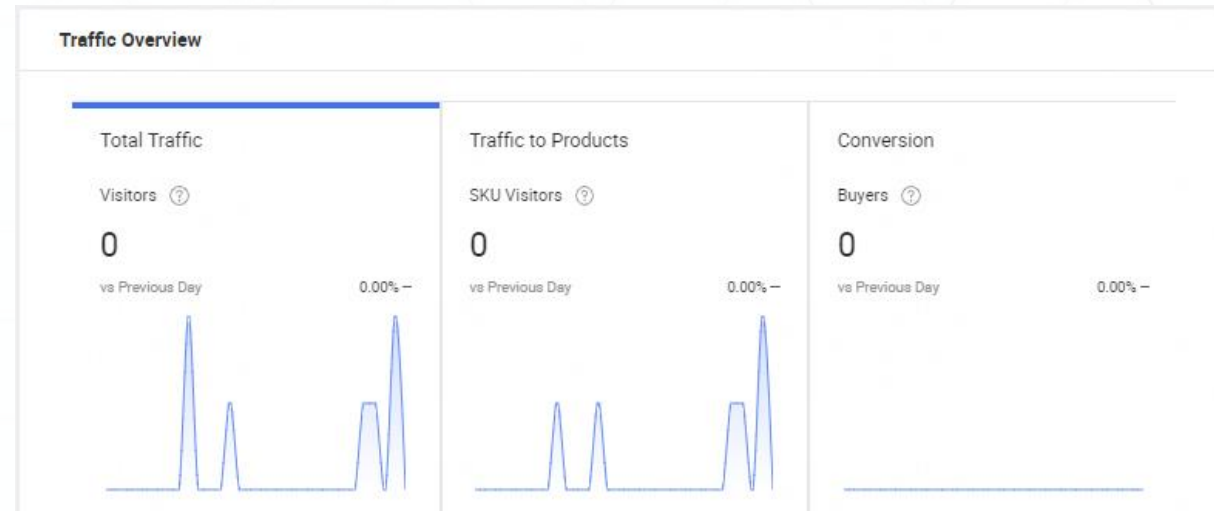 Traffic Overview
Total Traffic
Visitors ?
0
vs Previous Day 0.00% –
Traffic to Products
SKU Visitors ?
0
vs Previous Day 0.00% –
Conversion
Buyers ?
0
vs Previous Day 0.00% –